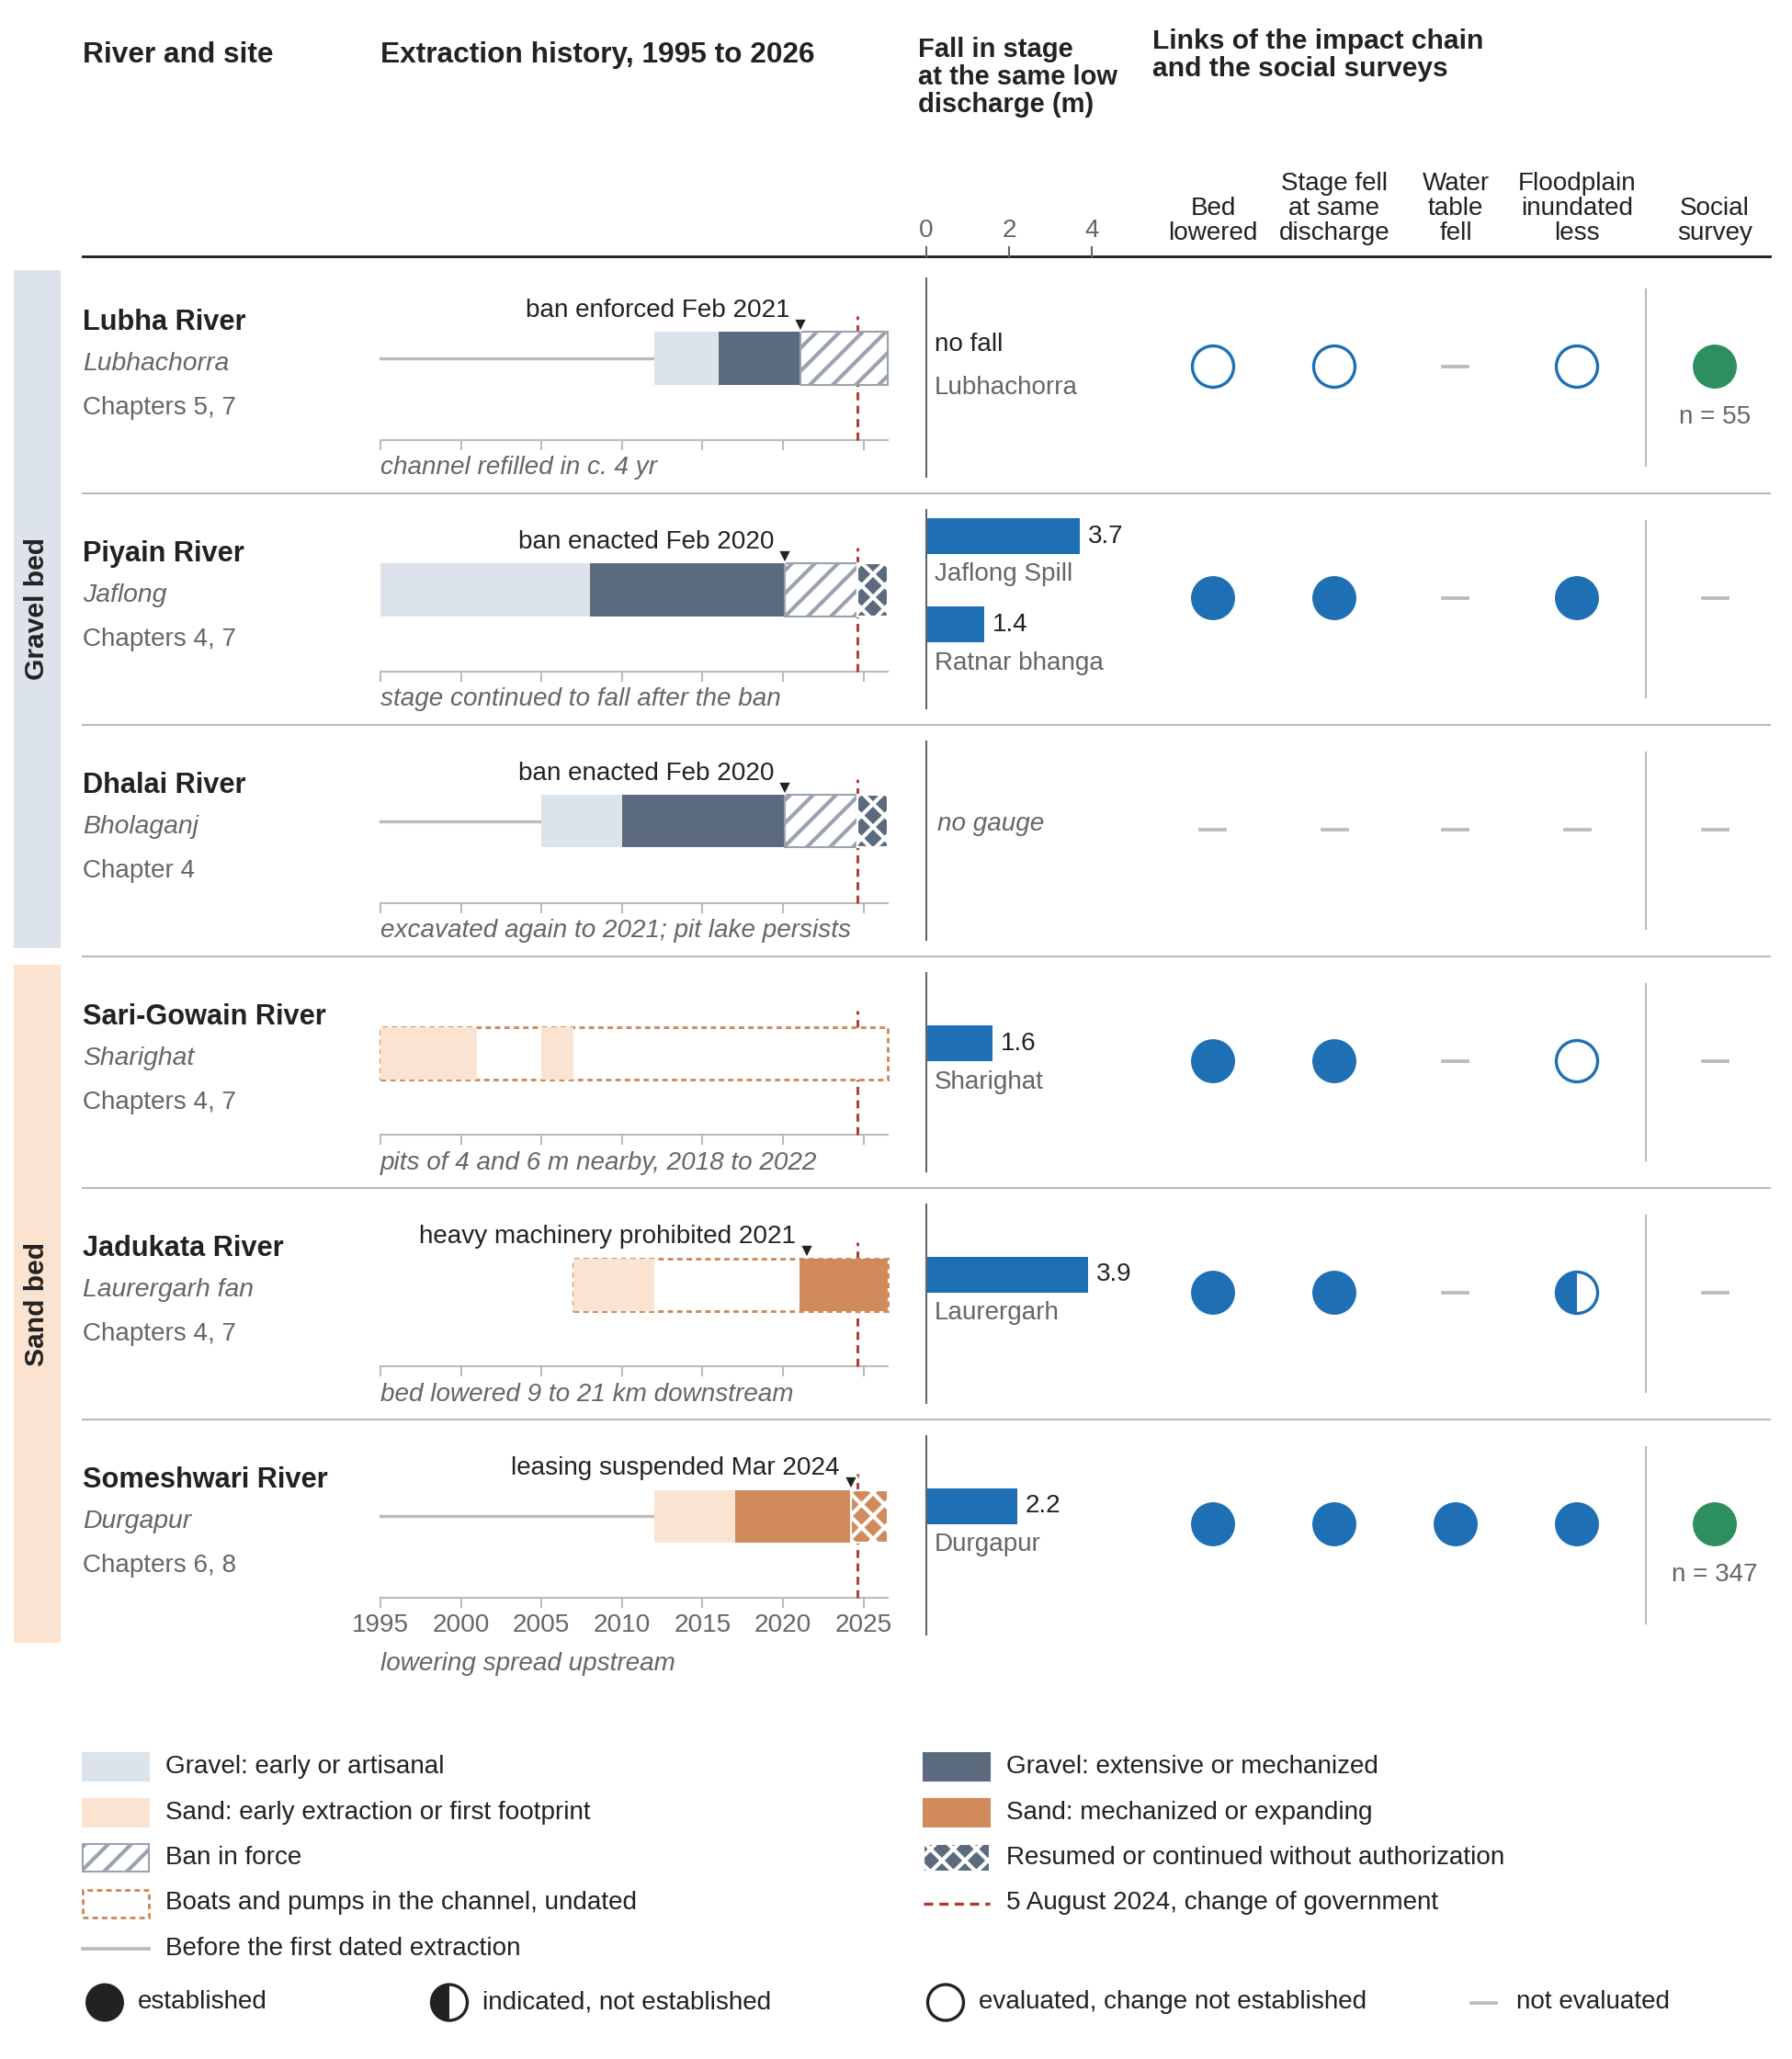 River and site
Extraction history, 1995 to 2026
Fall in stage
at the same low
discharge (m)
Links of the impact chain
and the social surveys
0 2 4
Bed
lowered
Stage fell
at same
discharge
Water
table
fell
Floodplain
inundated
less
Social
survey
Gravel bed
Lubha River
Lubhachorra
Chapters 5, 7
ban enforced Feb 2021
channel refilled in c. 4 yr
no fall
Lubhachorra
n = 55
Piyain River
Jaflong
Chapters 4, 7
ban enacted Feb 2020
stage continued to fall after the ban
3.7
Jaflong Spill
1.4
Ratnar bhanga
Dhalai River
Bholaganj
Chapter 4
ban enacted Feb 2020
excavated again to 2021; pit lake persists
no gauge
Sand bed
Sari-Gowain River
Sharighat
Chapters 4, 7
pits of 4 and 6 m nearby, 2018 to 2022
1.6
Sharighat
Jadukata River
Laurergarh fan
Chapters 4, 7
heavy machinery prohibited 2021
bed lowered 9 to 21 km downstream
3.9
Laurergarh
Someshwari River
Durgapur
Chapters 6, 8
leasing suspended Mar 2024
1995 2000 2005 2010 2015 2020 2025
lowering spread upstream
2.2
Durgapur
n = 347
Gravel: early or artisanal
Gravel: extensive or mechanized
Sand: early extraction or first footprint
Sand: mechanized or expanding
Ban in force
Resumed or continued without authorization
Boats and pumps in the channel, undated
5 August 2024, change of government
Before the first dated extraction
established
indicated, not established
evaluated, change not established
not evaluated